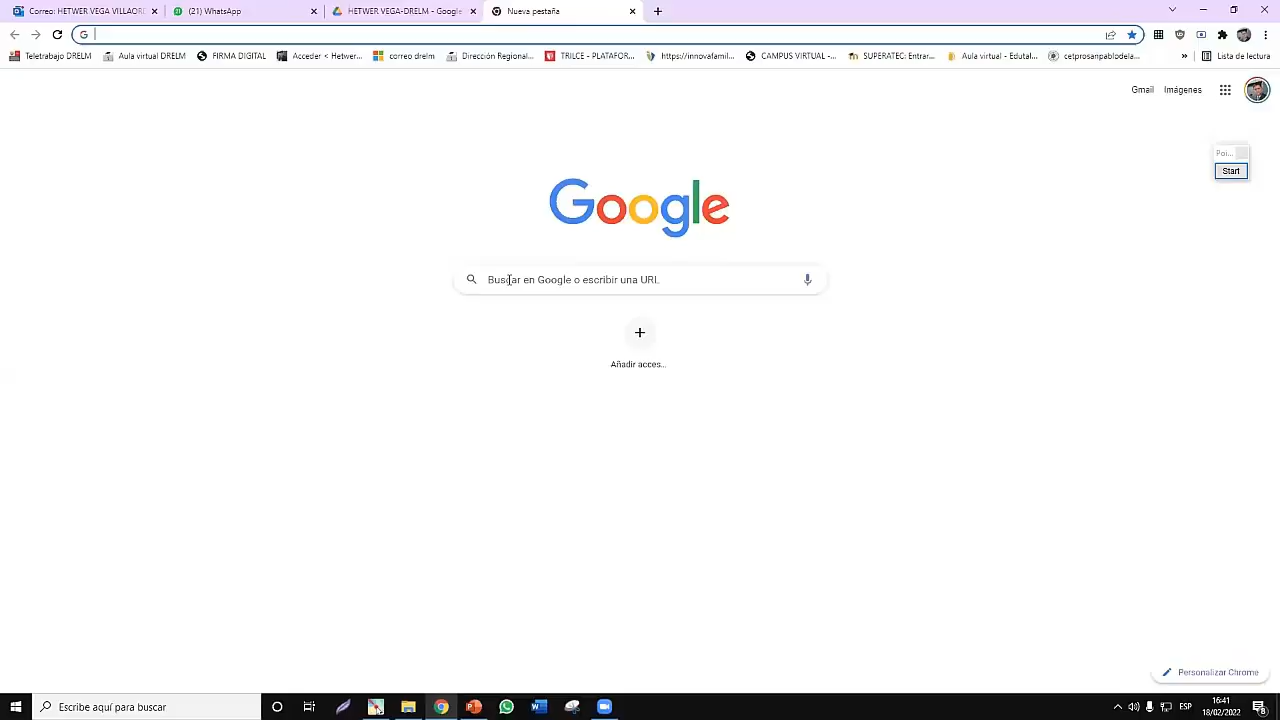 Correo: HETWER VEGA VILLAOR
(21) WhatsApp
HETWER VEGA-DRELM - Google
Nueva pestaña
Teletrabajo DRELM
Aula virtual DRELM
FIRMA DIGITAL
Acceder < Hetwer...
correo drelm
Dirección Regional...
TRILCE - PLATAFOR...
https://innovafamil...
CAMPUS VIRTUAL -...
SUPERATEC: Entrar...
Aula virtual - Edutal...
cetprosanpablodela...
»
Lista de lectura
Gmail
Imágenes
Poi...
Start
Google
Buscar en Google o escribir una URL
Añadir acces...
Personalizar Chrome
Escribe aquí para buscar
ESP
16:41
18/02/2022